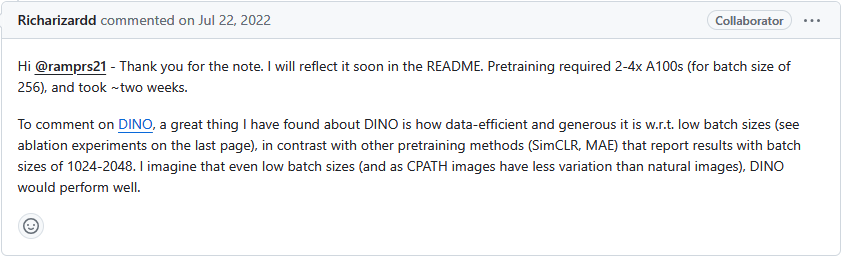 Richarizardd commented on Jul 22, 2022
Collaborator
Hi @ramprs21 - Thank you for the note. I will reflect it soon in the README. Pretraining required 2-4x A100s (for batch size of
256), and took ~two weeks.
To comment on DINO, a great thing I have found about DINO is how data-efficient and generous it is w.r.t. low batch sizes (see
ablation experiments on the last page), in contrast with other pretraining methods (SimCLR, MAE) that report results with batch
sizes of 1024-2048. I imagine that even low batch sizes (and as CPATH images have less variation than natural images), DINO
would perform well.